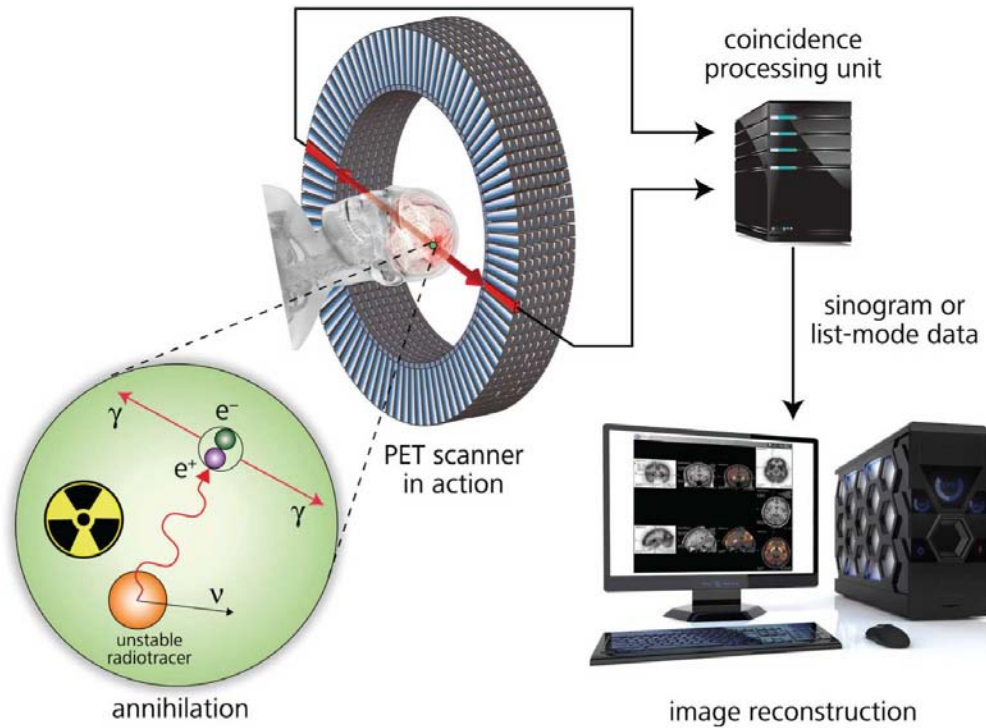 coincidence
processing unit
sinogram or
list-mode data
PET scanner
in action
γ
e⁻
e⁺
γ
ν
unstable
radiotracer
annihilation
image reconstruction